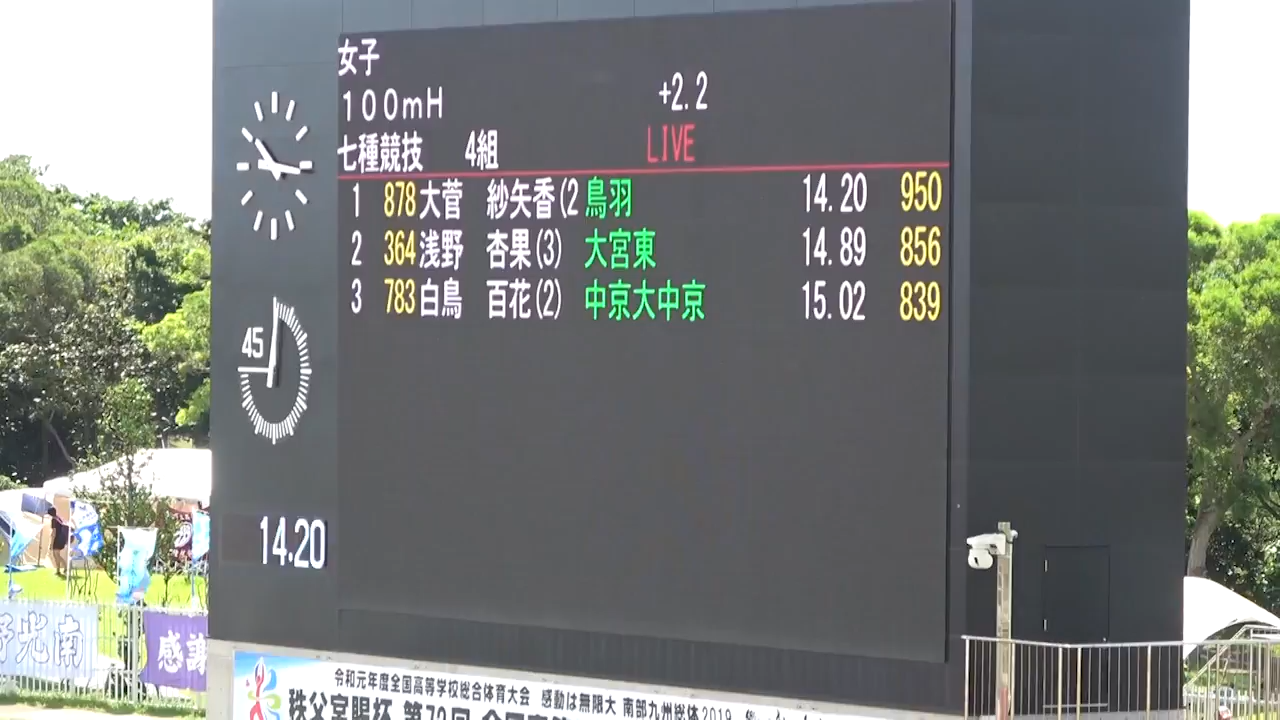 女子
100mH +2.2
七種競技 4組 LIVE
1 878 大菅 紗矢香(2 鳥羽 14.20 950
2 364 浅野 杏果(3) 大宮東 14.89 856
3 783 白鳥 百花(2) 中京大中京 15.02 839
45
14.20
光南
感謝
令和元年度全国高等学校総合体育大会 感動は無限大 南部九州総体2019
秩父宮賜杯 第72回 全国高